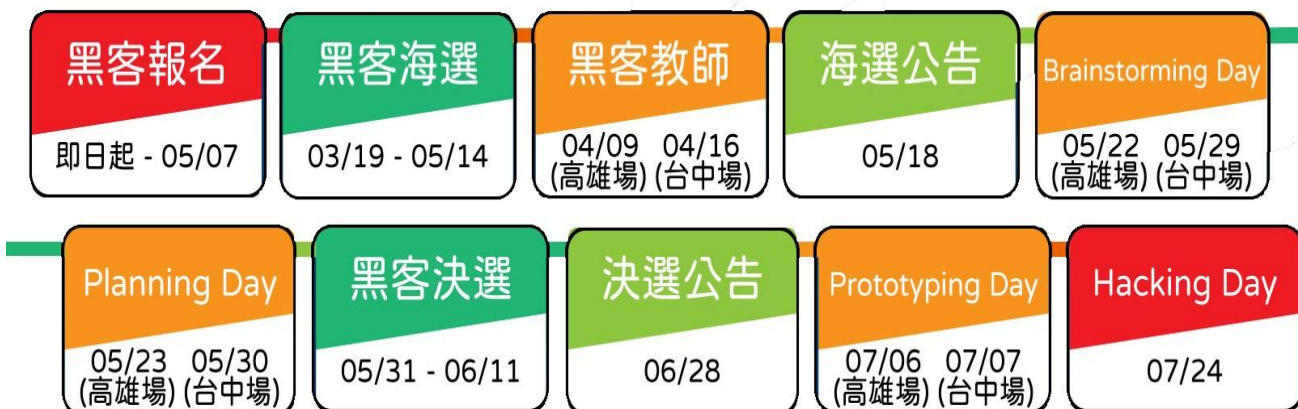 黑客報名
即日起 - 05/07
黑客海選
03/19 - 05/14
黑客教師
04/09 04/16
(高雄場) (台中場)
海選公告
05/18
Brainstorming Day
05/22 05/29
(高雄場) (台中場)
Planning Day
05/23 05/30
(高雄場) (台中場)
黑客決選
05/31 - 06/11
決選公告
06/28
Prototyping Day
07/06 07/07
(高雄場) (台中場)
Hacking Day
07/24